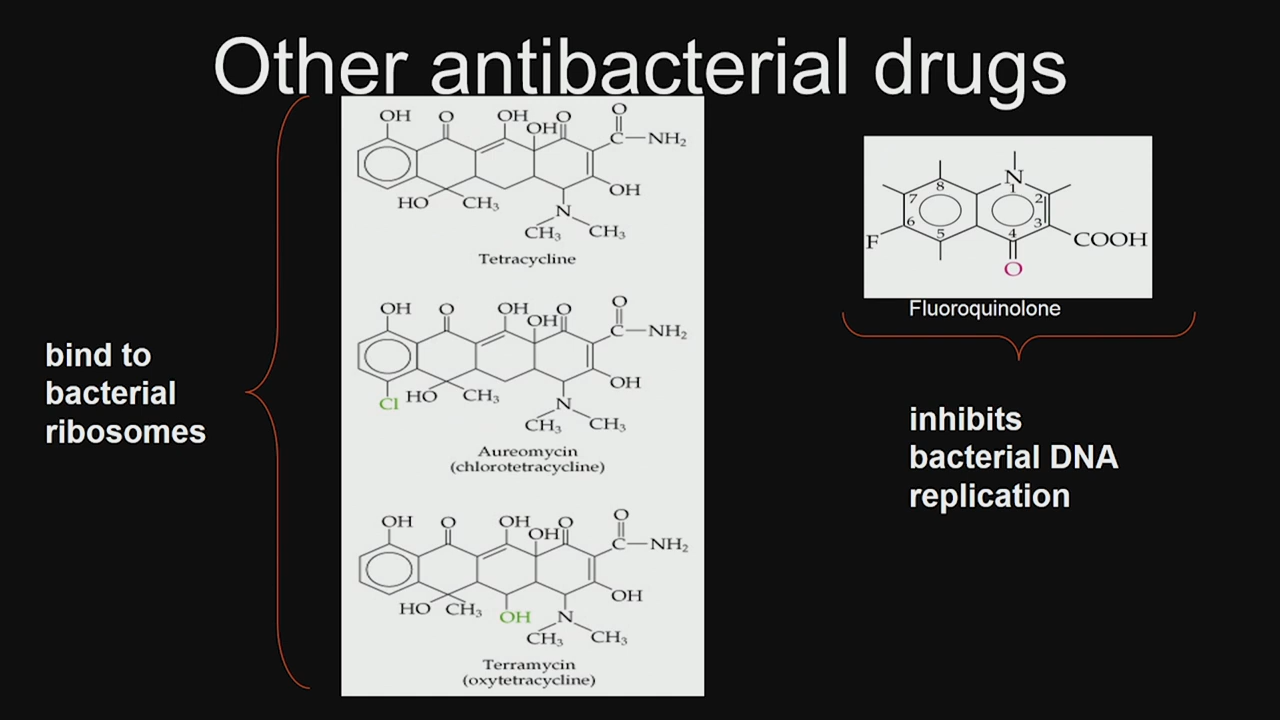 Other antibacterial drugs
OH O OH OH O O
C—NH2
HO CH3 OH
N
CH3 CH3
Tetracycline
OH O OH OH O O
C—NH2
Cl HO CH3 OH
N
CH3 CH3
Aureomycin
(chlorotetracycline)
OH O OH OH O O
C—NH2
HO CH3 OH OH
N
CH3 CH3
Terramycin
(oxytetracycline)
bind to
bacterial
ribosomes
N
8 1
7 2
6 3
5 4
F COOH
O
Fluoroquinolone
inhibits
bacterial DNA
replication